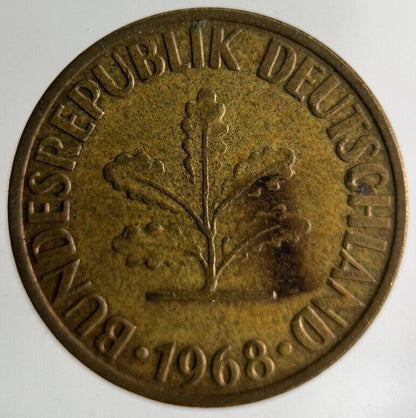 BUNDESREPUBLIK DEUTSCHLAND
· 1968 ·